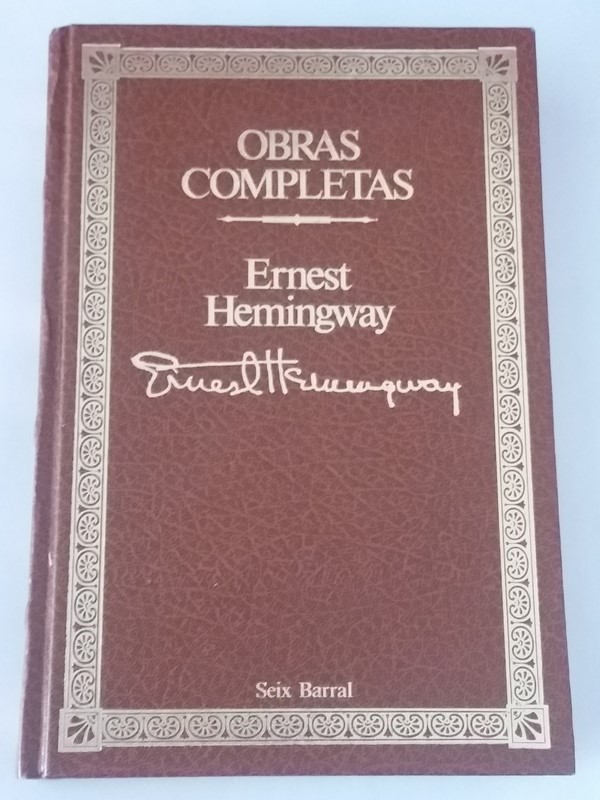 OBRAS
COMPLETAS
Ernest
Hemingway
Ernest Hemingway
Seix Barral